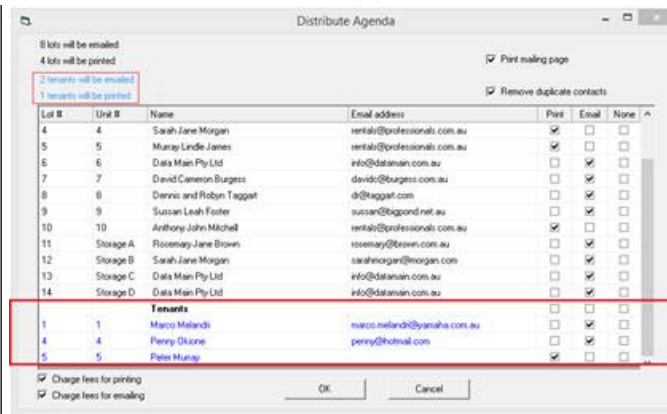 Distribute Agenda
8 lots will be emailed
4 lots will be printed
2 tenants will be emailed
1 tenants will be printed
Print mailing page
Remove duplicate contacts
Lot # Unit # Name Email address Print Email None
4 4 Sarah Jane Morgan rentals@professionals.com.au
5 5 Murray Lindle James rentals@professionals.com.au
6 6 Data Main Pty Ltd info@datamain.com.au
7 7 David Cameron Burgess davidc@burgess.com.au
8 8 Dennis and Robyn Taggart dr@taggart.com
9 9 Sussan Leah Foster sussan@bigpond.net.au
10 10 Anthony John Mitchell rentals@professionals.com.au
11 Storage A Rosemary Jane Brown rosemary@brown.com.au
12 Storage B Sarah Jane Morgan sarahmorgan@morgan.com
13 Storage C Data Main Pty Ltd info@datamain.com.au
14 Storage D Data Main Pty Ltd info@datamain.com.au
Tenants
1 1 Marco Melandri marco.melandri@yamaha.com.au
4 4 Penny Okione penny@hotmail.com
5 5 Peter Murray
Charge fees for printing
Charge fees for emailing
OK
Cancel